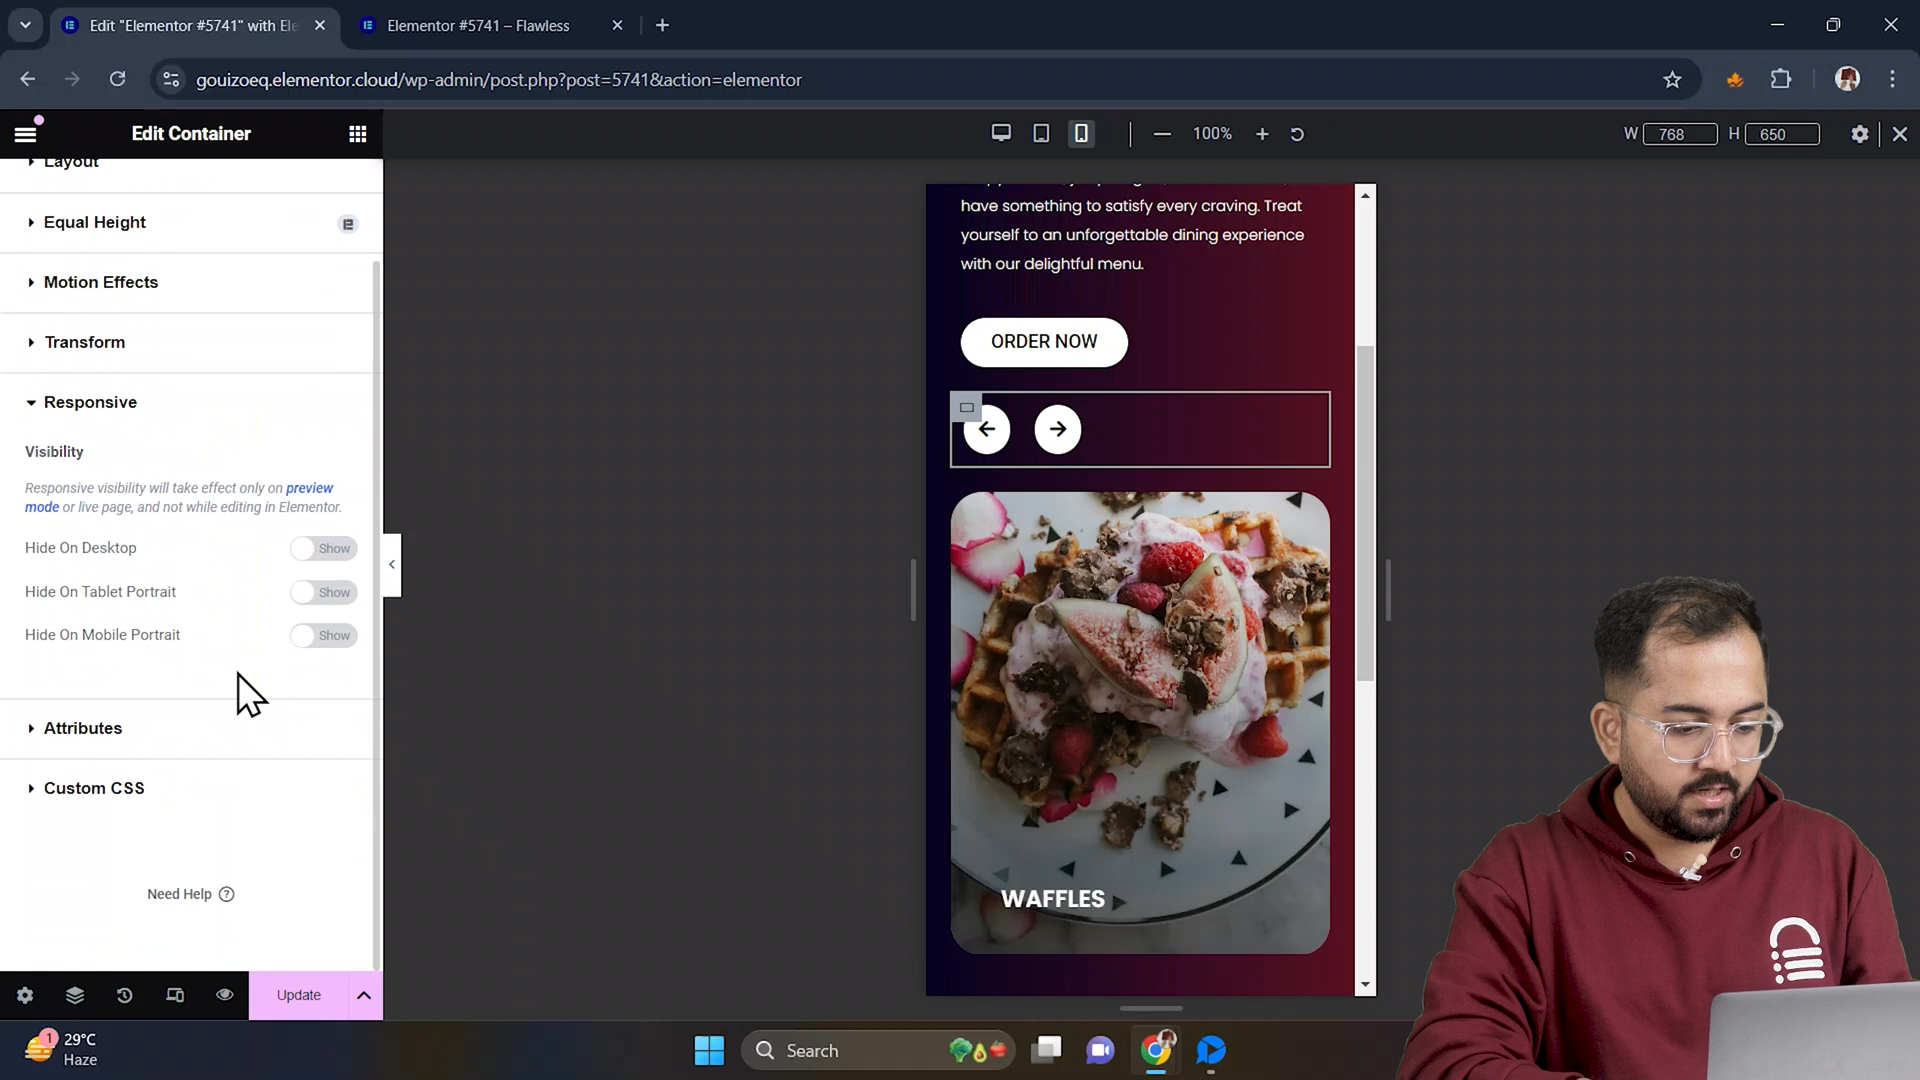 Edit "Elementor #5741" with Ele
Elementor #5741 – Flawless
gouizoeq.elementor.cloud/wp-admin/post.php?post=5741&action=elementor
Edit Container
100%
W 768 H 650
Layout
Equal Height
Motion Effects
Transform
Responsive
Visibility
Responsive visibility will take effect only on preview
mode or live page, and not while editing in Elementor.
Hide On Desktop Show
Hide On Tablet Portrait Show
Hide On Mobile Portrait Show
Attributes
Custom CSS
Need Help
Update
have something to satisfy every craving. Treat
yourself to an unforgettable dining experience
with our delightful menu.
ORDER NOW
WAFFLES
1
29°C
Haze
Search